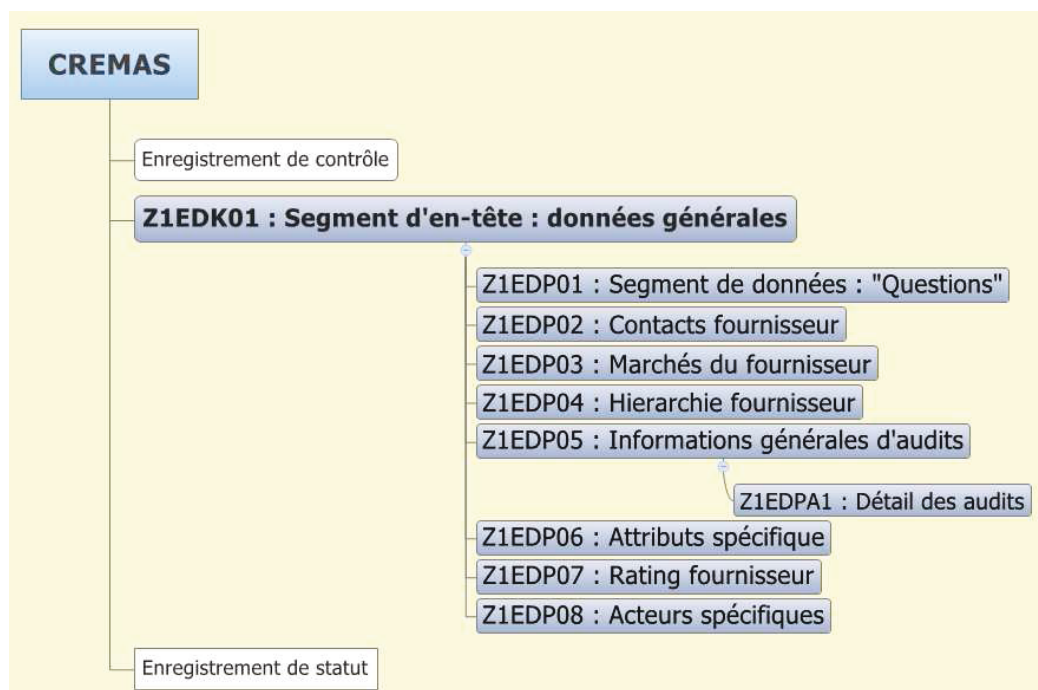 CREMAS
Enregistrement de contrôle
Z1EDK01 : Segment d'en-tête : données générales
Z1EDP01 : Segment de données : "Questions"
Z1EDP02 : Contacts fournisseur
Z1EDP03 : Marchés du fournisseur
Z1EDP04 : Hierarchie fournisseur
Z1EDP05 : Informations générales d'audits
Z1EDPA1 : Détail des audits
Z1EDP06 : Attributs spécifique
Z1EDP07 : Rating fournisseur
Z1EDP08 : Acteurs spécifiques
Enregistrement de statut